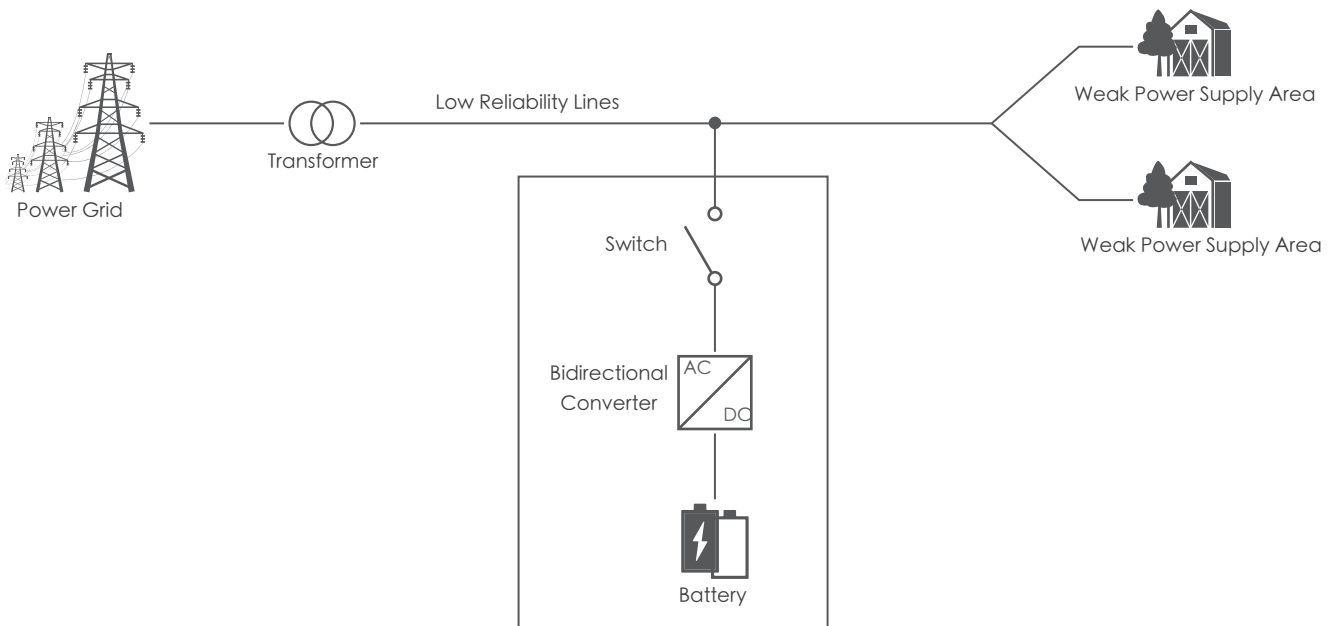 Low Reliability Lines
Transformer
Power Grid
Weak Power Supply Area
Weak Power Supply Area
Switch
Bidirectional
Converter
AC
DC
Battery